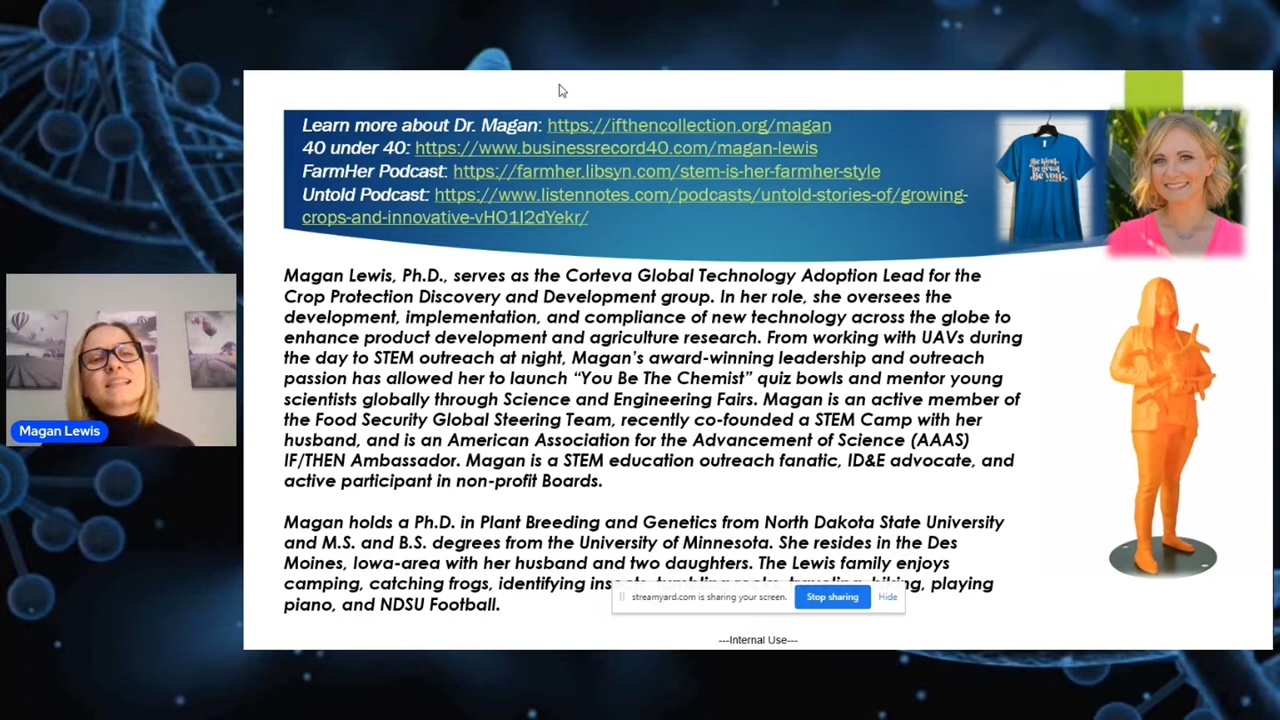 Learn more about Dr. Magan: https://ifthencollection.org/magan
40 under 40: https://www.businessrecord40.com/magan-lewis
FarmHer Podcast: https://farmher.libsyn.com/stem-is-her-farmher-style
Untold Podcast: https://www.listennotes.com/podcasts/untold-stories-of/growing-
crops-and-innovative-vHO1I2dYekr/
Be kind,
be great,
Be you
Magan Lewis, Ph.D., serves as the Corteva Global Technology Adoption Lead for the
Crop Protection Discovery and Development group. In her role, she oversees the
development, implementation, and compliance of new technology across the globe to
enhance product development and agriculture research. From working with UAVs during
the day to STEM outreach at night, Magan's award-winning leadership and outreach
passion has allowed her to launch “You Be The Chemist” quiz bowls and mentor young
scientists globally through Science and Engineering Fairs. Magan is an active member of
the Food Security Global Steering Team, recently co-founded a STEM Camp with her
husband, and is an American Association for the Advancement of Science (AAAS)
IF/THEN Ambassador. Magan is a STEM education outreach fanatic, ID&E advocate, and
active participant in non-profit Boards.
Magan holds a Ph.D. in Plant Breeding and Genetics from North Dakota State University
and M.S. and B.S. degrees from the University of Minnesota. She resides in the Des
Moines, Iowa-area with her husband and two daughters. The Lewis family enjoys
camping, catching frogs, identifying insects, tumbling rocks, traveling, hiking, playing
piano, and NDSU Football.
streamyard.com is sharing your screen.
Stop sharing
Hide
---Internal Use---
Magan Lewis